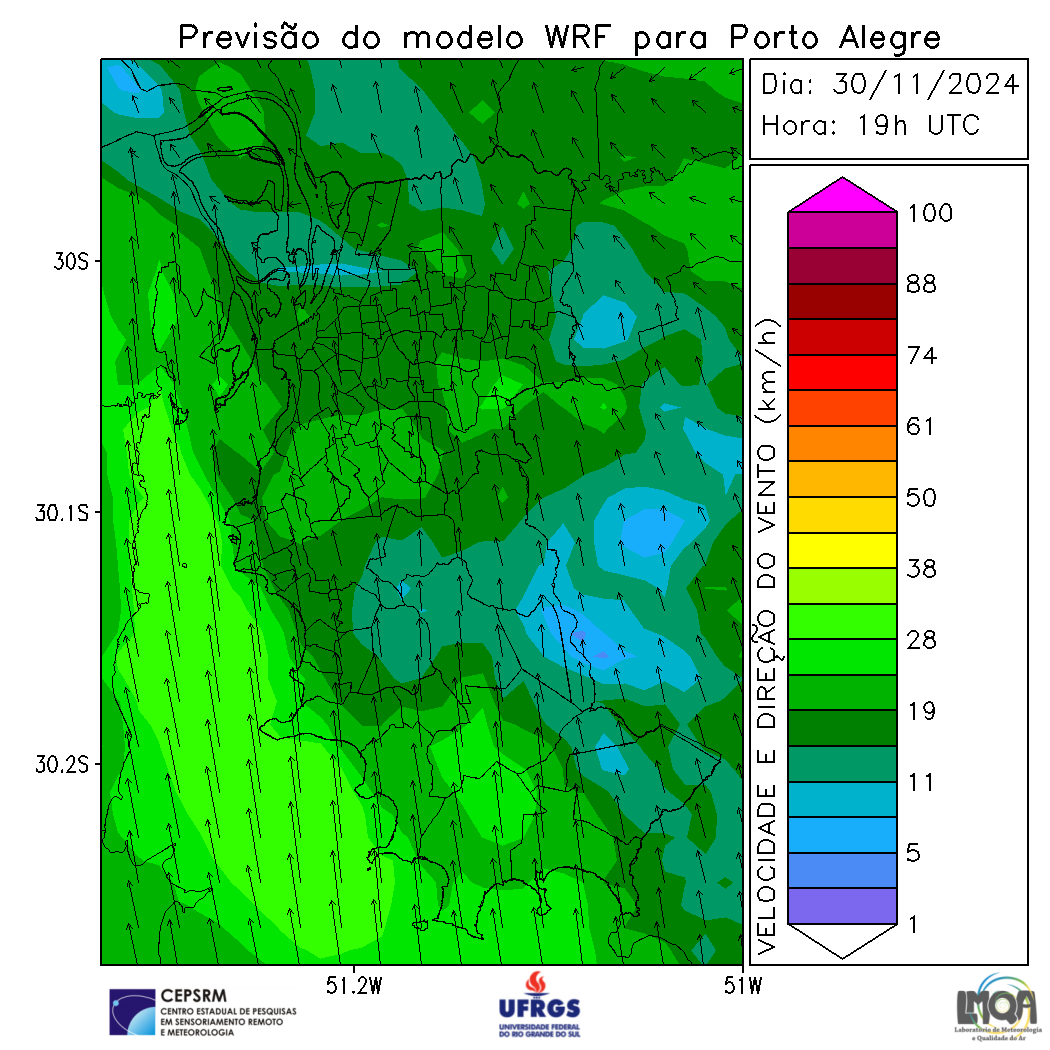 Previsão do modelo WRF para Porto Alegre
Dia: 30/11/2024
Hora: 19h UTC
30S
30.1S
30.2S
51.2W
51W
VELOCIDADE E DIREÇÃO DO VENTO (km/h)
100
88
74
61
50
38
28
19
11
5
1
CEPSRM
CENTRO ESTADUAL DE PESQUISAS
EM SENSORIAMENTO REMOTO
E METEOROLOGIA
UFRGS
UNIVERSIDADE FEDERAL
DO RIO GRANDE DO SUL
LMQA
Laboratório de Meteorologia
e Qualidade do Ar